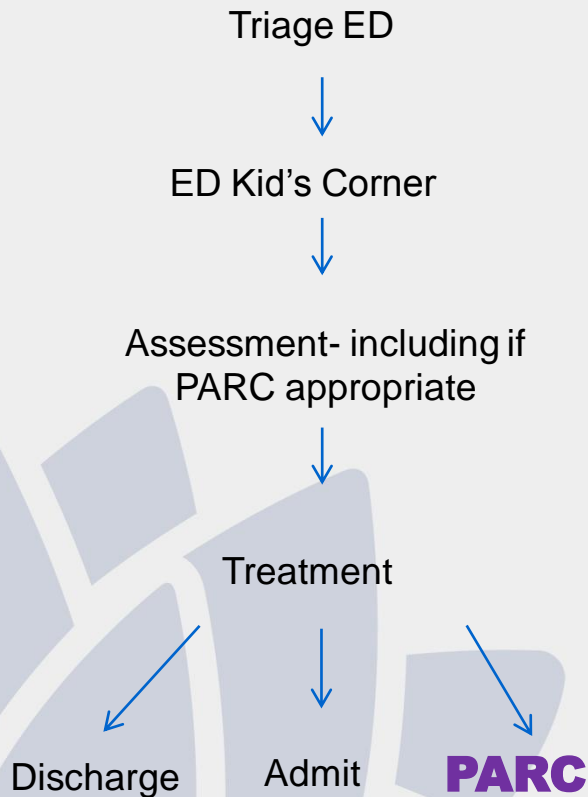 Triage ED
ED Kid's Corner
Assessment- including if
PARC appropriate
Treatment
Discharge
Admit
PARC